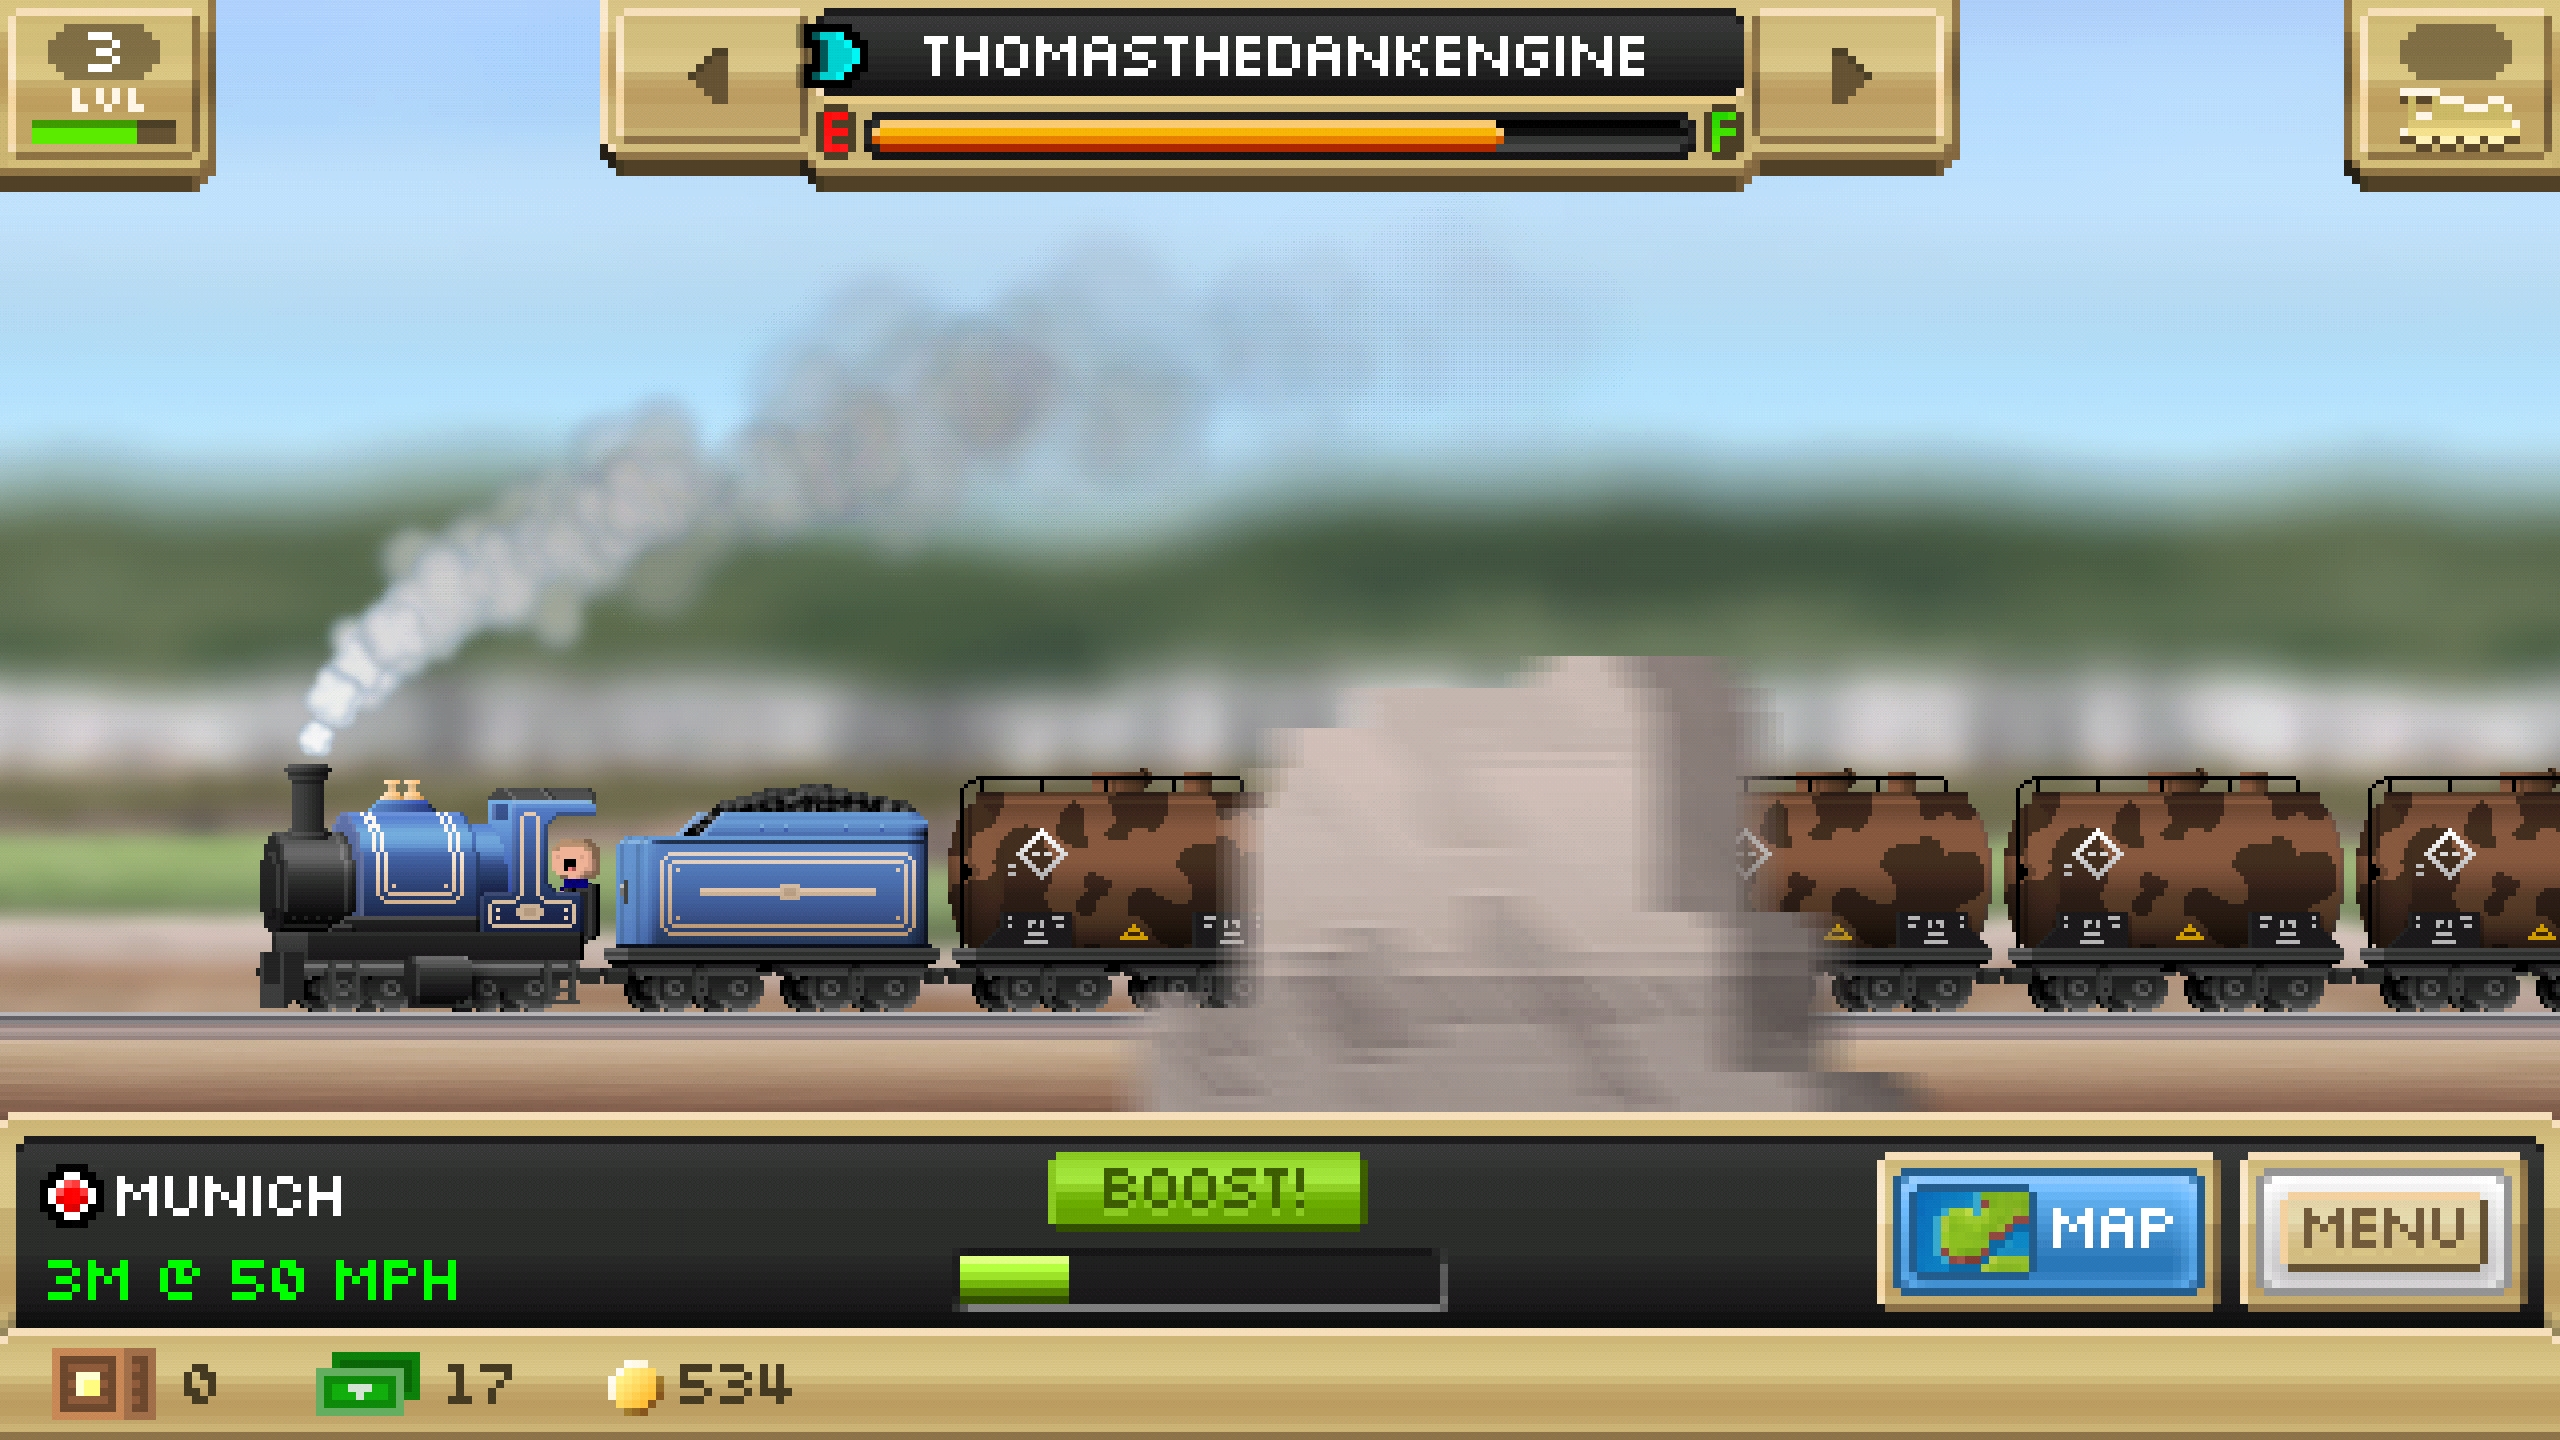 3
LVL
THOMASTHEDANKENGINE
E F
MUNICH
3M @ 50 MPH
BOOST!
MAP
MENU
0 17 534